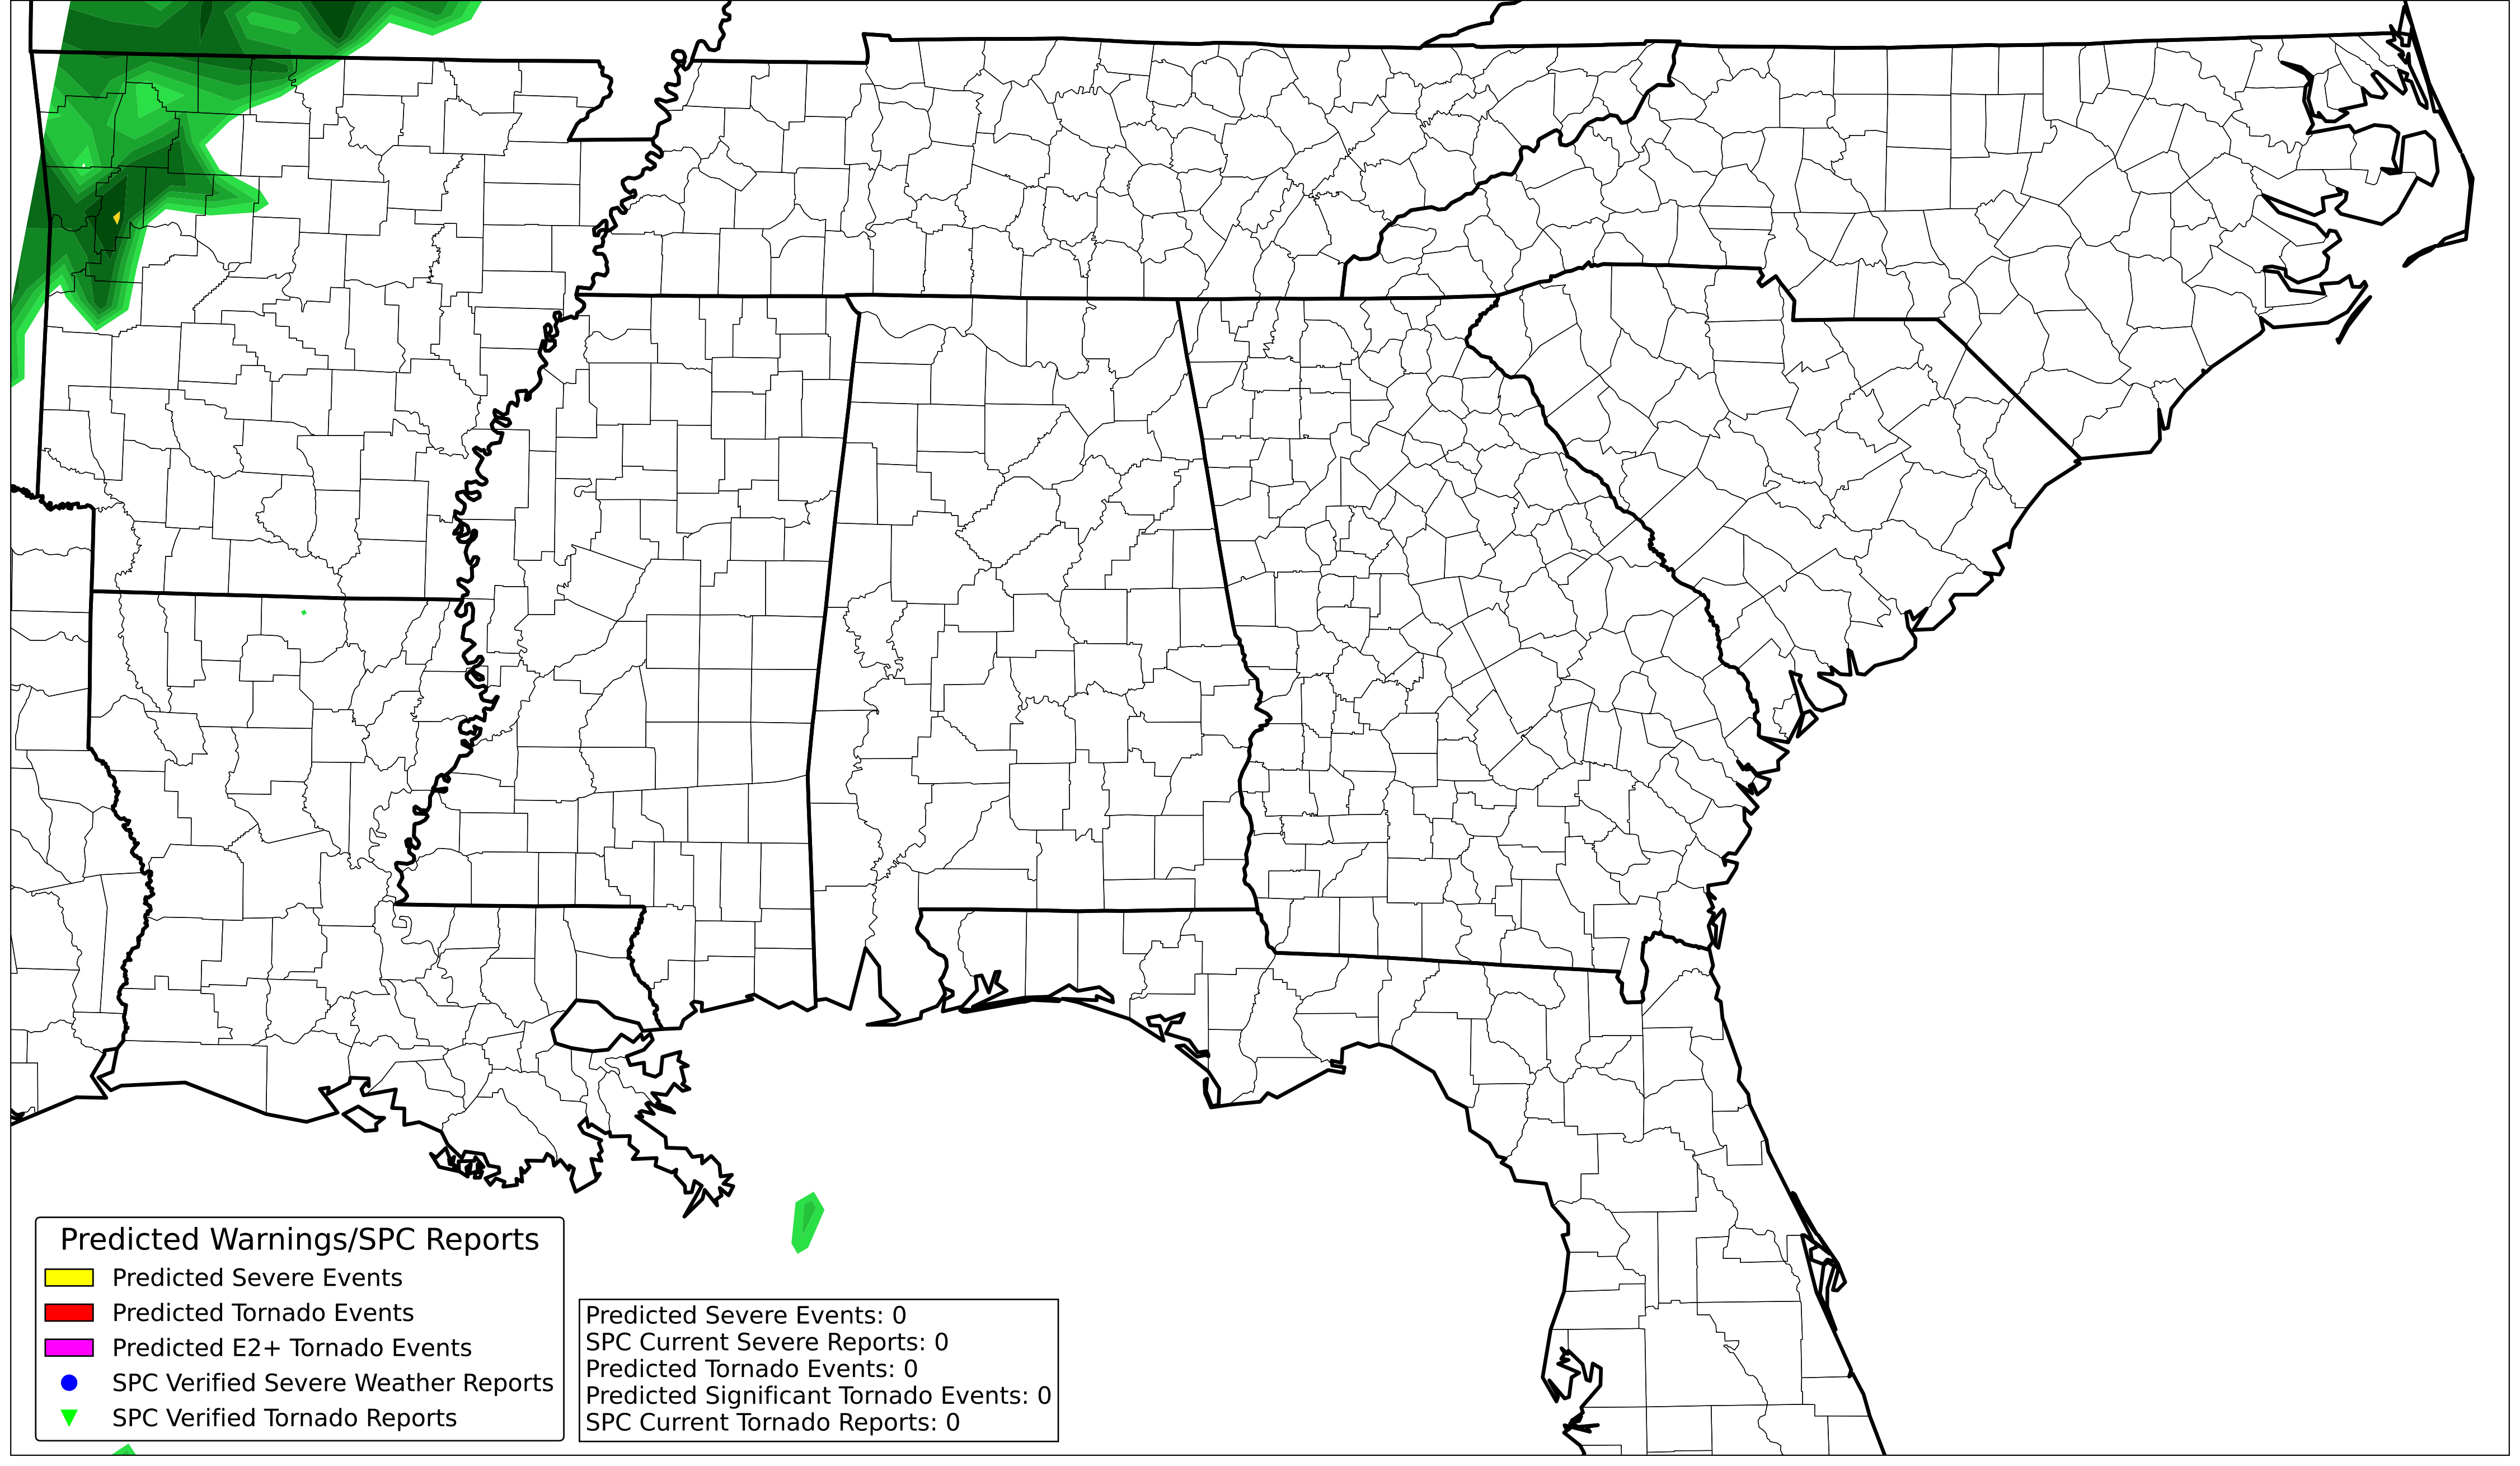 Predicted Warnings/SPC Reports
Predicted Severe Events
Predicted Tornado Events
Predicted E2+ Tornado Events
SPC Verified Severe Weather Reports
SPC Verified Tornado Reports
Predicted Severe Events: 0
SPC Current Severe Reports: 0
Predicted Tornado Events: 0
Predicted Significant Tornado Events: 0
SPC Current Tornado Reports: 0